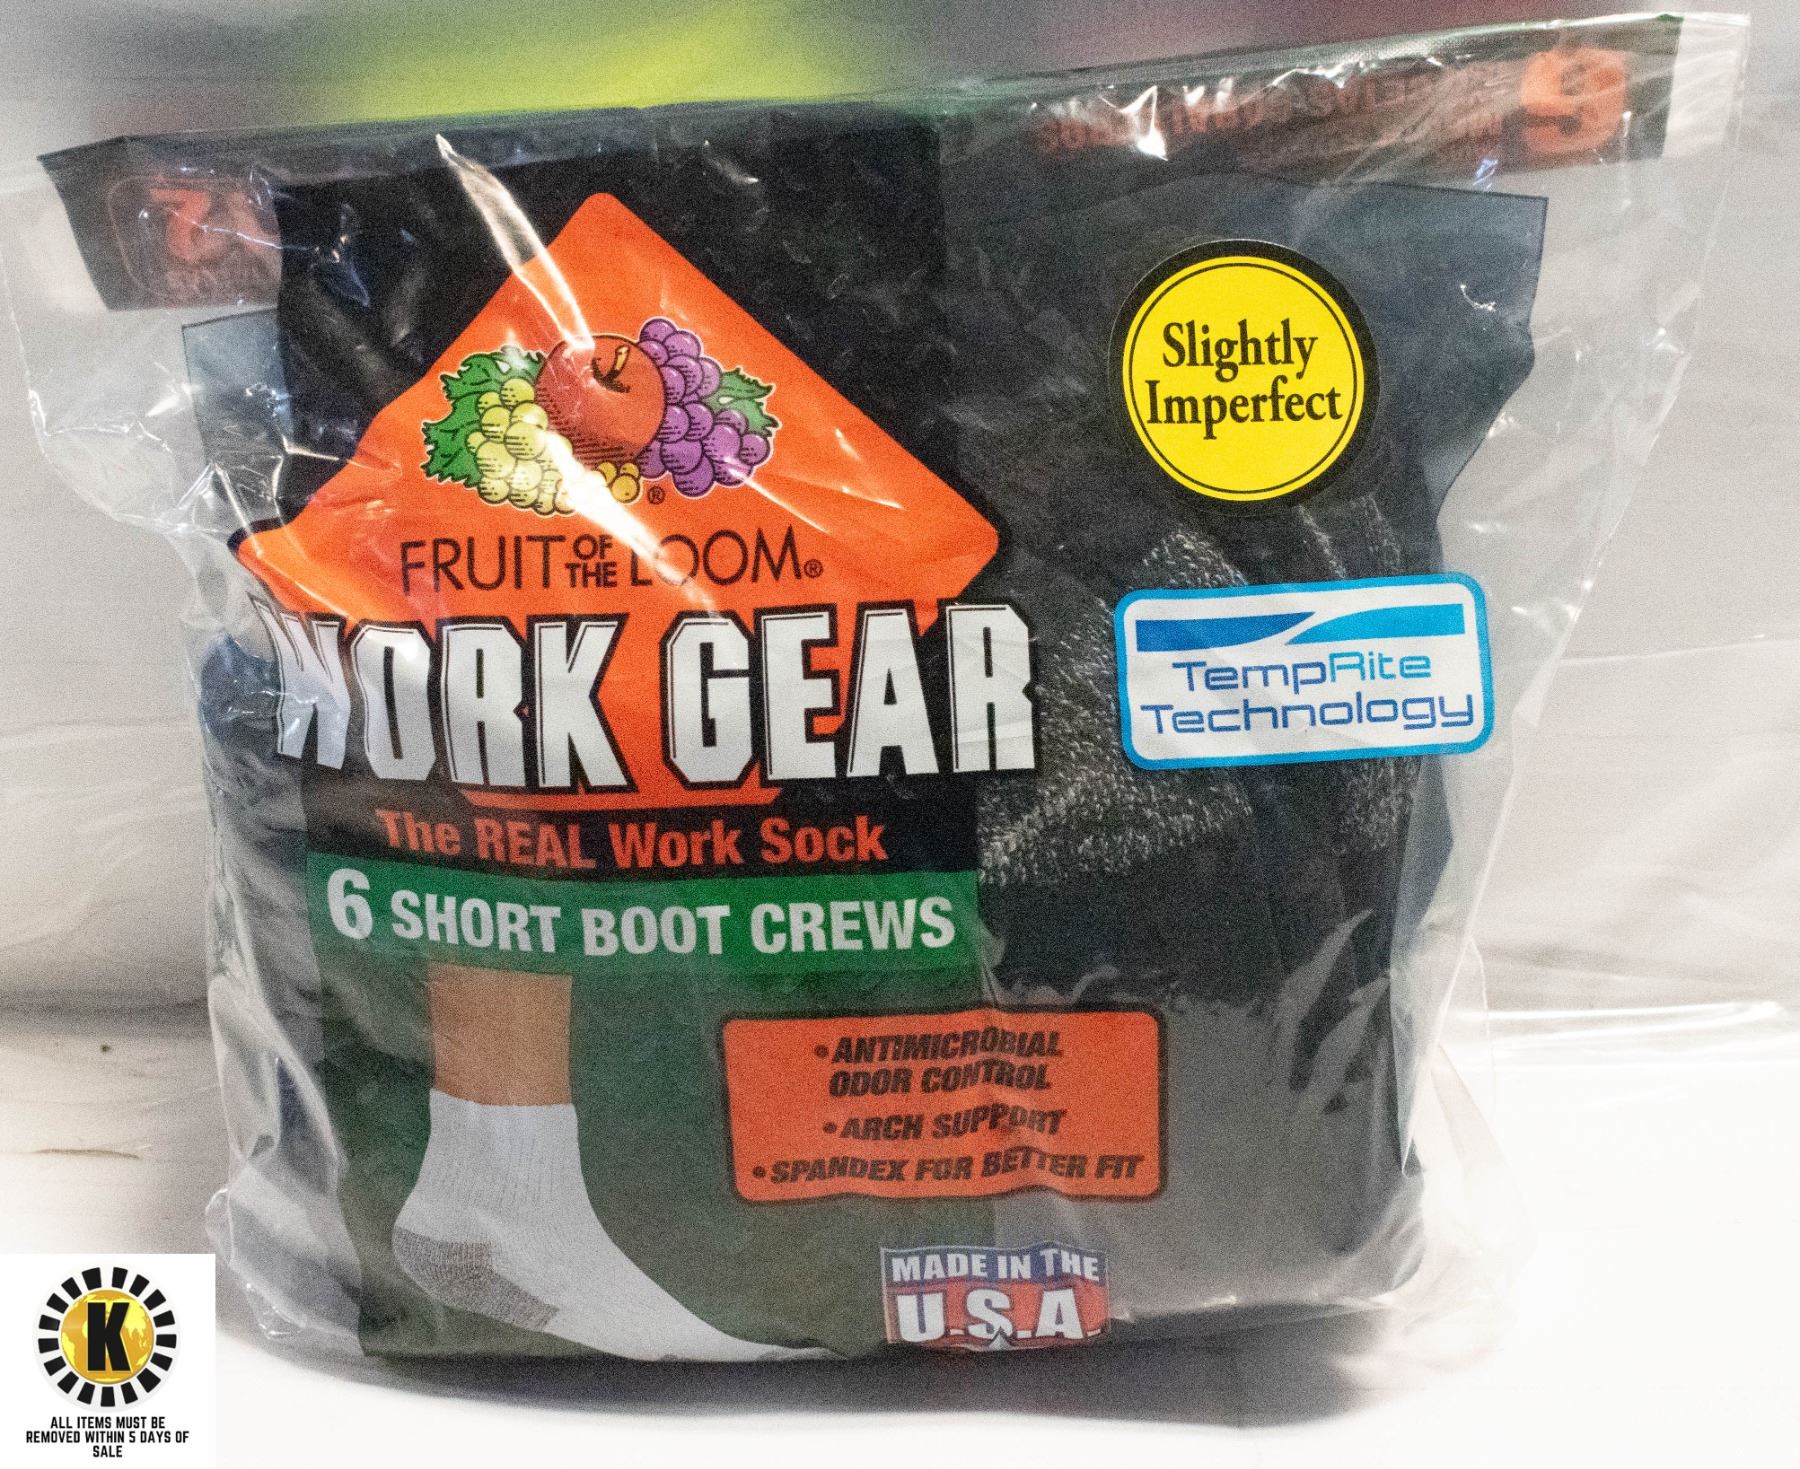 Slightly
Imperfect
FRUIT OF THE LOOM®
WORK GEAR
TempRite
Technology
The REAL Work Sock
6 SHORT BOOT CREWS
• ANTIMICROBIAL
ODOR CONTROL
• ARCH SUPPORT
• SPANDEX FOR BETTER FIT
MADE IN THE
U.S.A.
K
ALL ITEMS MUST BE
REMOVED WITHIN 5 DAYS OF
SALE